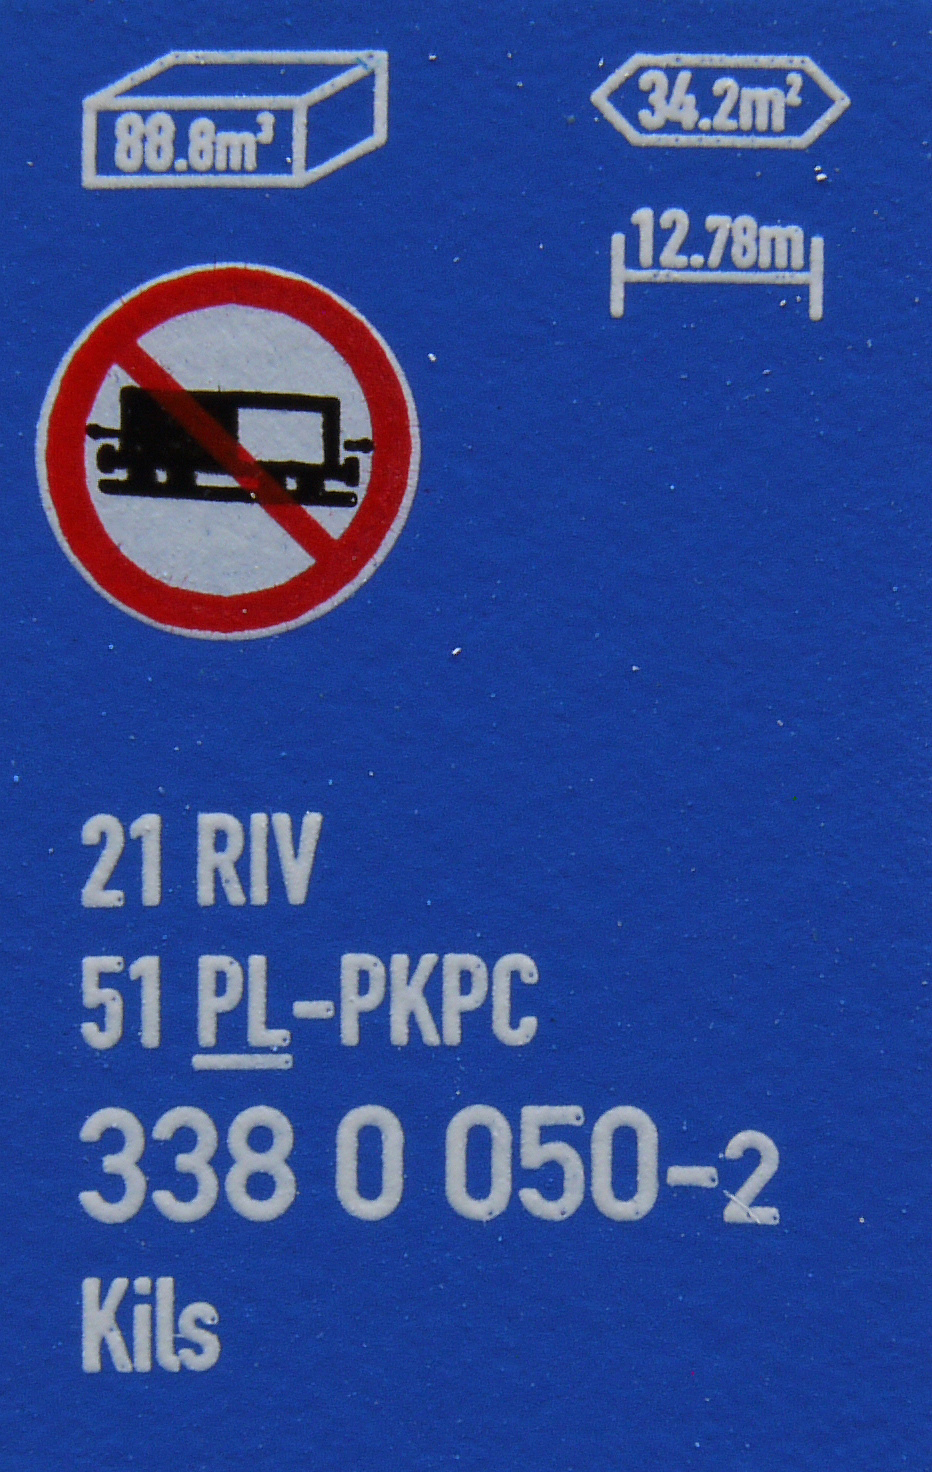 88.8m³
34.2m²
12.78m
21 RIV
51 PL-PKPC
338 0 050-2
Kils